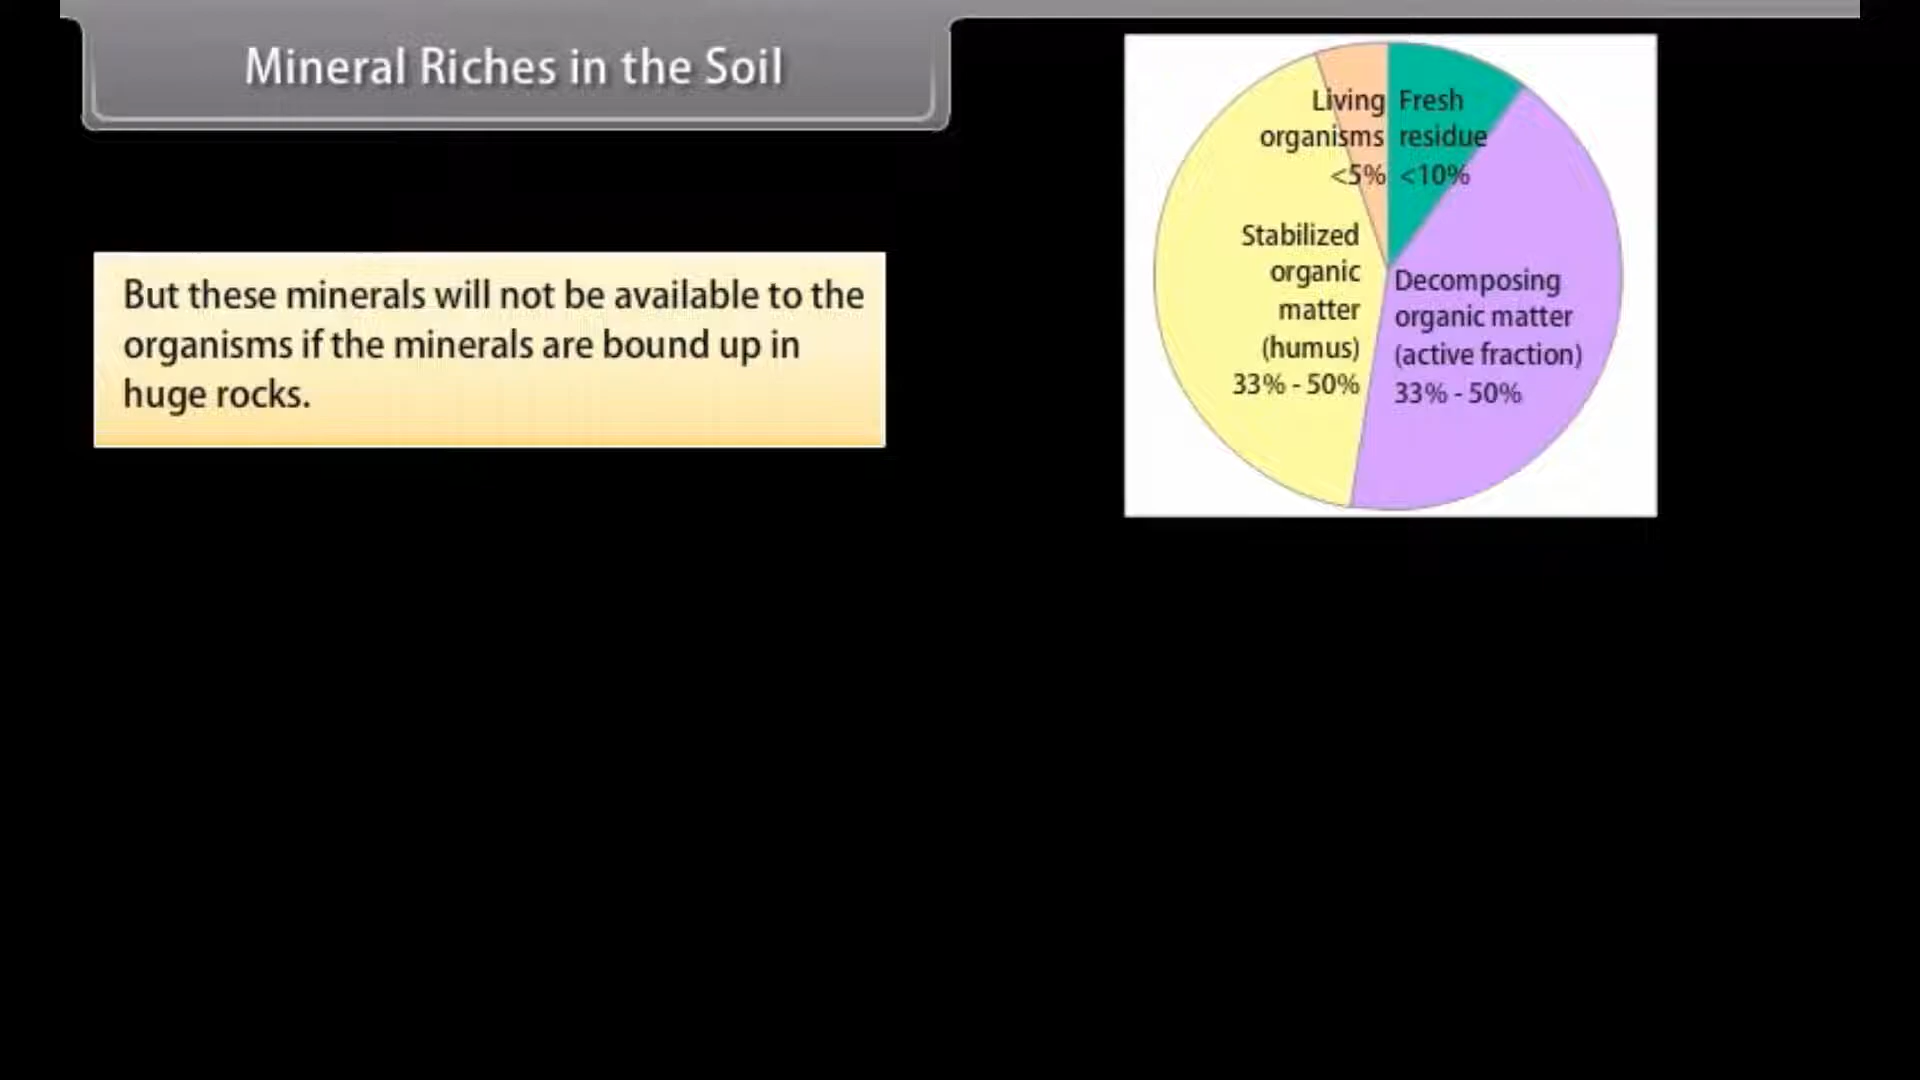 Mineral Riches in the Soil
But these minerals will not be available to the
organisms if the minerals are bound up in
huge rocks.
Living
organisms
<5%
Fresh
residue
<10%
Stabilized
organic
matter
(humus)
33% - 50%
Decomposing
organic matter
(active fraction)
33% - 50%